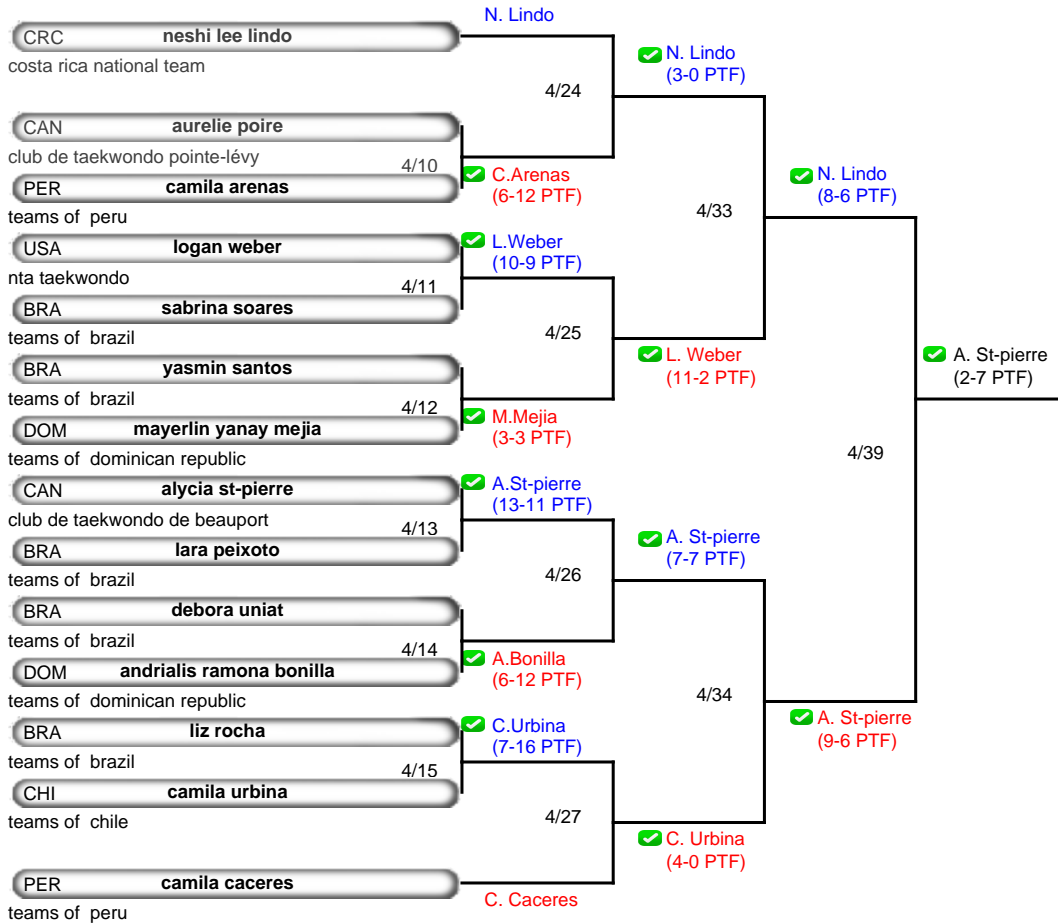 N. Lindo
CRC neshi lee lindo
costa rica national team
N. Lindo
(3-0 PTF)
4/24
CAN aurelie poire
club de taekwondo pointe-lévy
4/10
PER camila arenas
teams of peru
C.Arenas
(6-12 PTF)
N. Lindo
(8-6 PTF)
4/33
USA logan weber
nta taekwondo
L.Weber
(10-9 PTF)
4/11
BRA sabrina soares
teams of brazil
4/25
L. Weber
(11-2 PTF)
BRA yasmin santos
teams of brazil
4/12
DOM mayerlin yanay mejia
teams of dominican republic
M.Mejia
(3-3 PTF)
A. St-pierre
(2-7 PTF)
4/39
CAN alycia st-pierre
club de taekwondo de beauport
A.St-pierre
(13-11 PTF)
4/13
BRA lara peixoto
teams of brazil
A. St-pierre
(7-7 PTF)
4/26
BRA debora uniat
teams of brazil
4/14
DOM andrialis ramona bonilla
teams of dominican republic
A.Bonilla
(6-12 PTF)
4/34
A. St-pierre
(9-6 PTF)
BRA liz rocha
teams of brazil
C.Urbina
(7-16 PTF)
4/15
CHI camila urbina
teams of chile
4/27
C. Urbina
(4-0 PTF)
PER camila caceres
teams of peru
C. Caceres